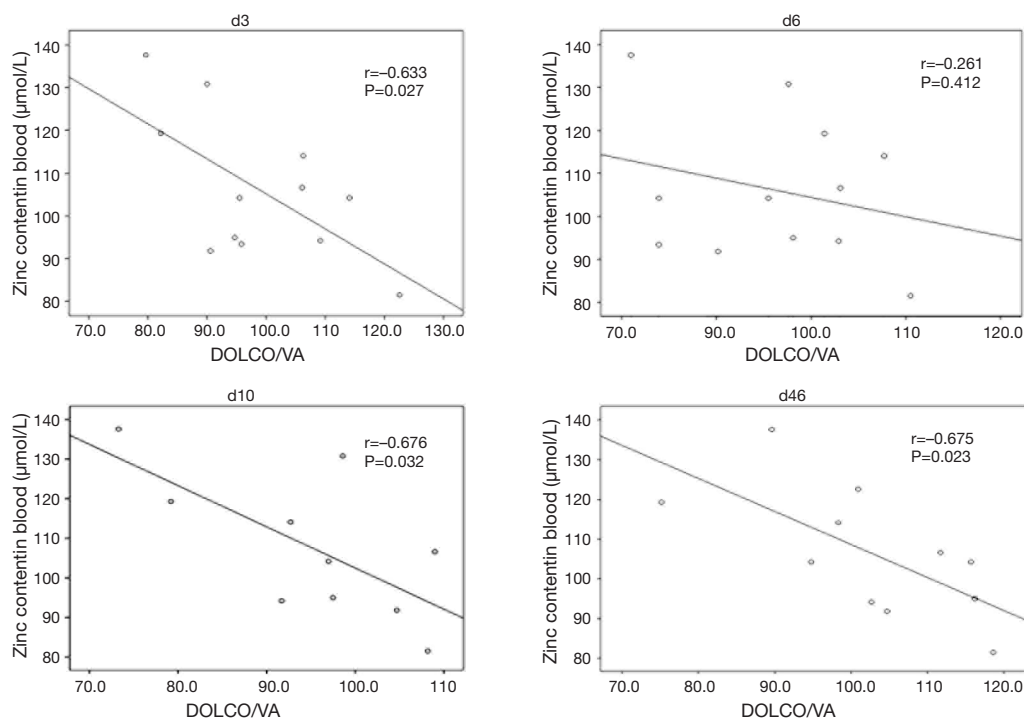 d3
Zinc contentin blood (μmol/L)
140
130
120
110
100
90
80
r=–0.633
P=0.027
70.0 80.0 90.0 100.0 110.0 120.0 130.0
DOLCO/VA
d6
Zinc contentin blood (μmol/L)
140
130
120
110
100
90
80
r=–0.261
P=0.412
70.0 90.0 100.0 110 120.0
DOLCO/VA
d10
Zinc contentin blood (μmol/L)
140
130
120
110
100
90
80
r=–0.676
P=0.032
70.0 80.0 90.0 100.0 110
DOLCO/VA
d46
Zinc contentin blood (μmol/L)
140
130
120
110
100
90
80
r=–0.675
P=0.023
70.0 90.0 100.0 110.0 120.0
DOLCO/VA